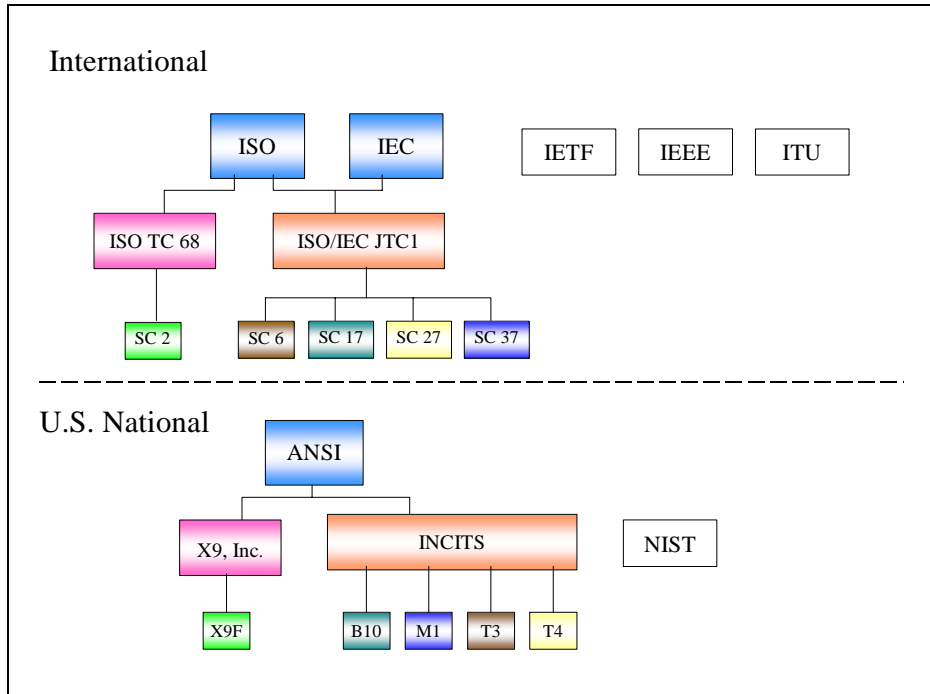 International
ISO IEC IETF IEEE ITU
ISO TC 68 ISO/IEC JTC1
SC 2 SC 6 SC 17 SC 27 SC 37
U.S. National
ANSI
X9, Inc. INCITS NIST
X9F B10 M1 T3 T4